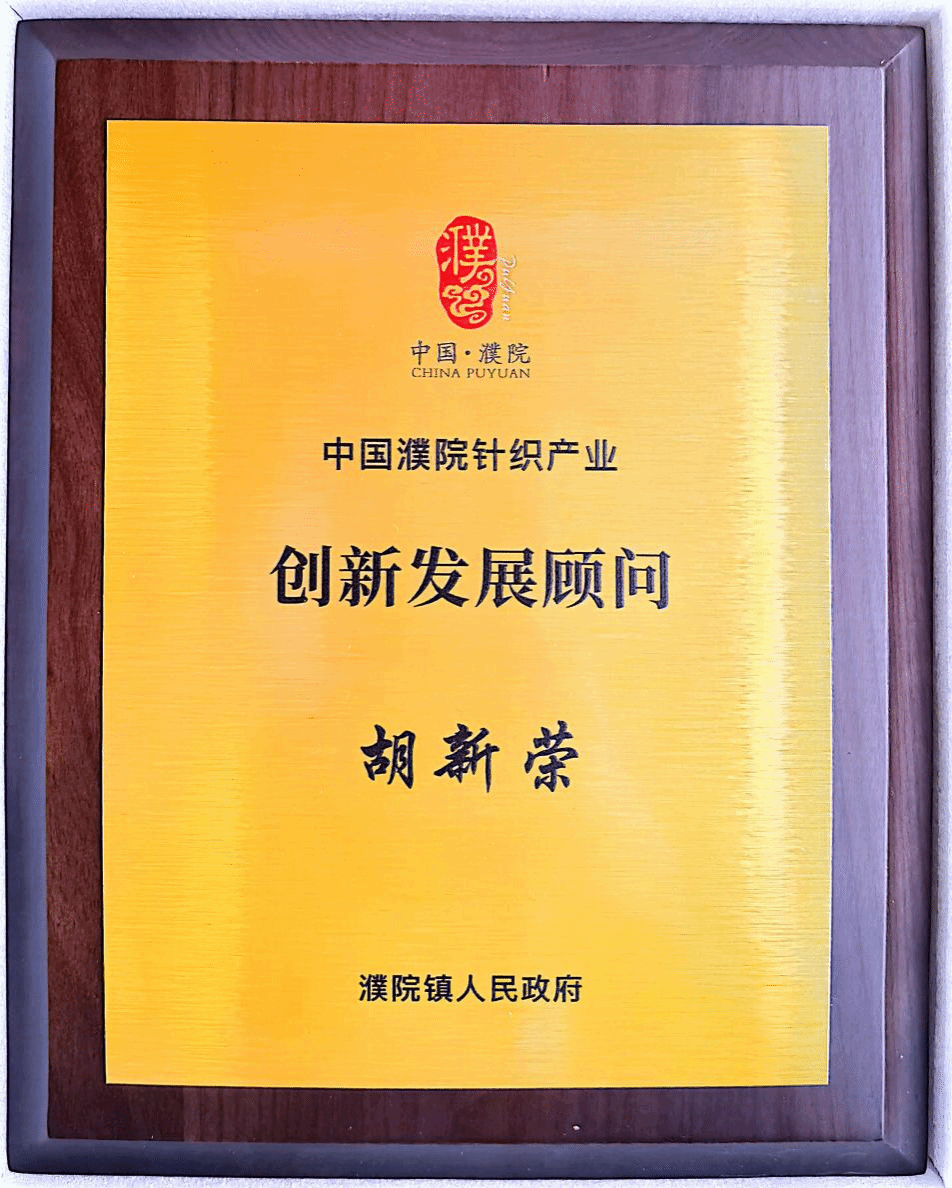 濮
PuYuan
中国·濮院
CHINA PUYUAN
中国濮院针织产业
创新发展顾问
胡新荣
濮院镇人民政府